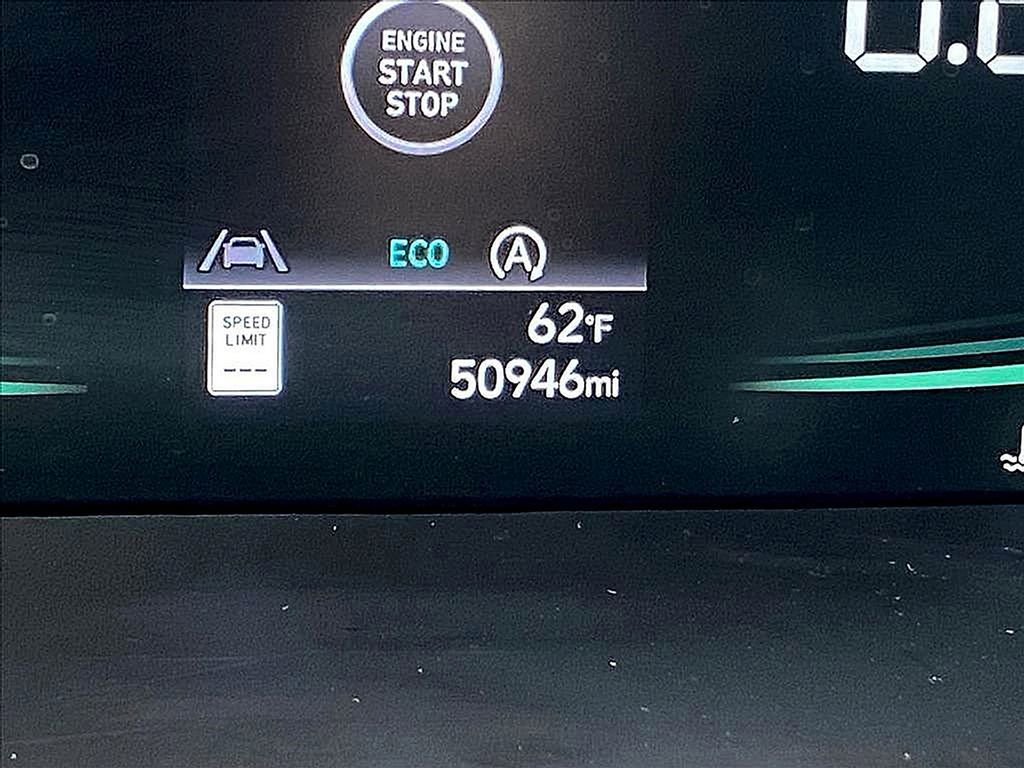 ENGINE
START
STOP
ECO
A
SPEED
LIMIT
---
62°F
50946mi